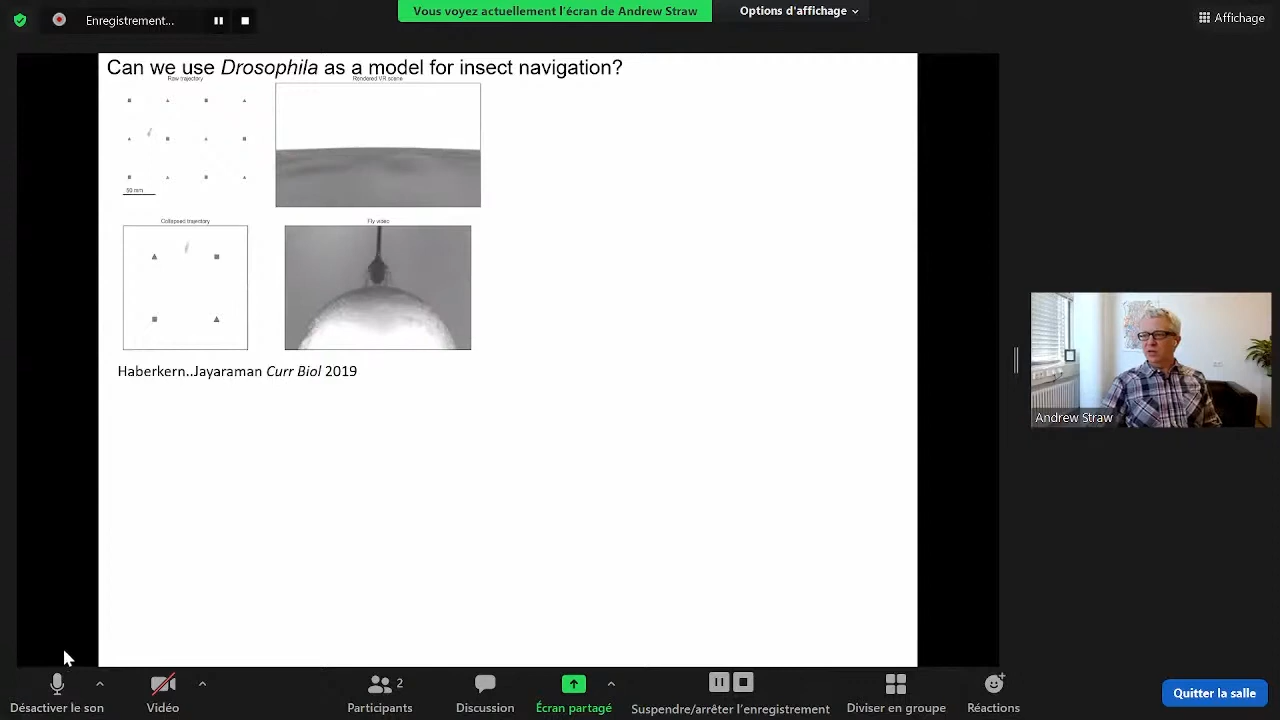 Enregistrement...
Vous voyez actuellement l'écran de Andrew Straw
Options d'affichage
Affichage
Can we use Drosophila as a model for insect navigation?
Raw trajectory
Rendered VR scene
50 mm
Collapsed trajectory
Fly video
Haberkern..Jayaraman Curr Biol 2019
Andrew Straw
Désactiver le son
Vidéo
2
Participants
Discussion
Écran partagé
Suspendre/arrêter l'enregistrement
Diviser en groupe
Réactions
Quitter la salle